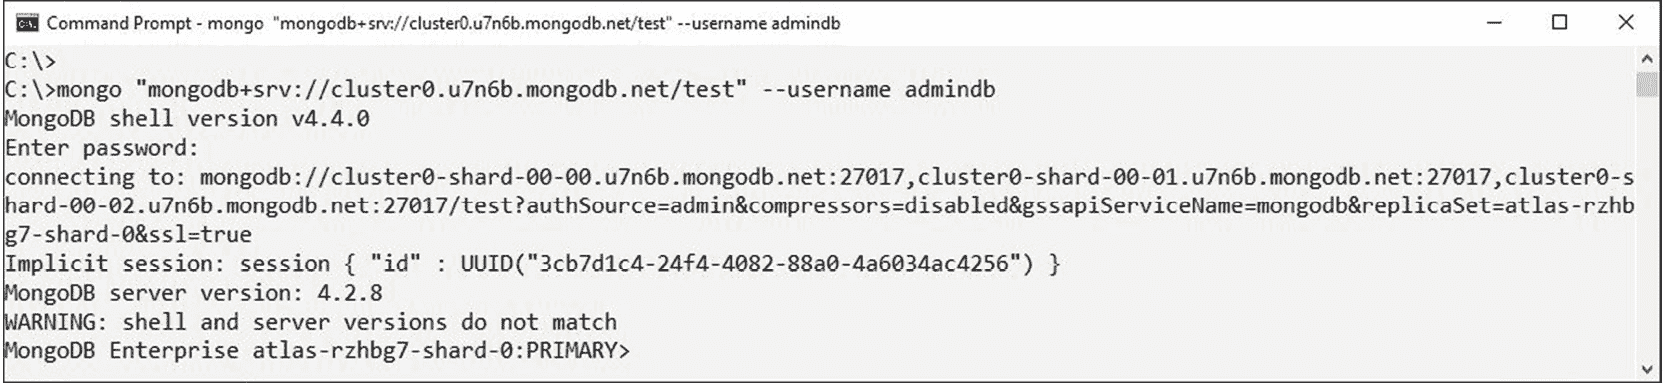 Command Prompt - mongo "mongodb+srv://cluster0.u7n6b.mongodb.net/test" --username admindb
C:\>
C:\>mongo "mongodb+srv://cluster0.u7n6b.mongodb.net/test" --username admindb
MongoDB shell version v4.4.0
Enter password:
connecting to: mongodb://cluster0-shard-00-00.u7n6b.mongodb.net:27017,cluster0-shard-00-01.u7n6b.mongodb.net:27017,cluster0-s
hard-00-02.u7n6b.mongodb.net:27017/test?authSource=admin&compressors=disabled&gssapiServiceName=mongodb&replicaSet=atlas-rzhb
g7-shard-0&ssl=true
Implicit session: session { "id" : UUID("3cb7d1c4-24f4-4082-88a0-4a6034ac4256") }
MongoDB server version: 4.2.8
WARNING: shell and server versions do not match
MongoDB Enterprise atlas-rzhbg7-shard-0:PRIMARY>